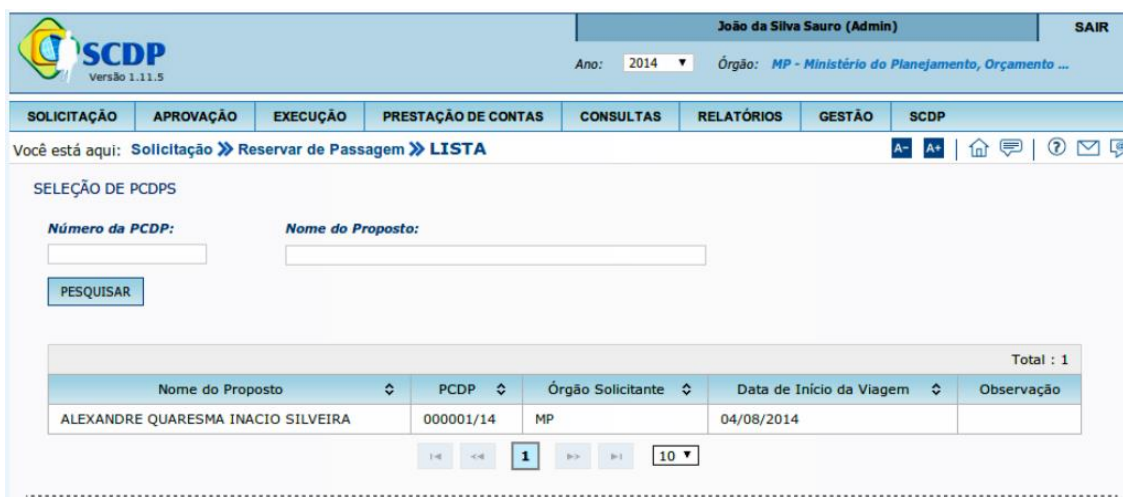 João da Silva Sauro (Admin) SAIR
SCDP
Versão 1.11.5
Ano: 2014 Órgão: MP - Ministério do Planejamento, Orçamento ...
SOLICITAÇÃO APROVAÇÃO EXECUÇÃO PRESTAÇÃO DE CONTAS CONSULTAS RELATÓRIOS GESTÃO SCDP
Você está aqui: Solicitação Reservar de Passagem LISTA A- A+
SELEÇÃO DE PCDPS
Número da PCDP: Nome do Proposto:
PESQUISAR
Total : 1
Nome do Proposto PCDP Órgão Solicitante Data de Início da Viagem Observação
ALEXANDRE QUARESMA INACIO SILVEIRA 000001/14 MP 04/08/2014
1 10